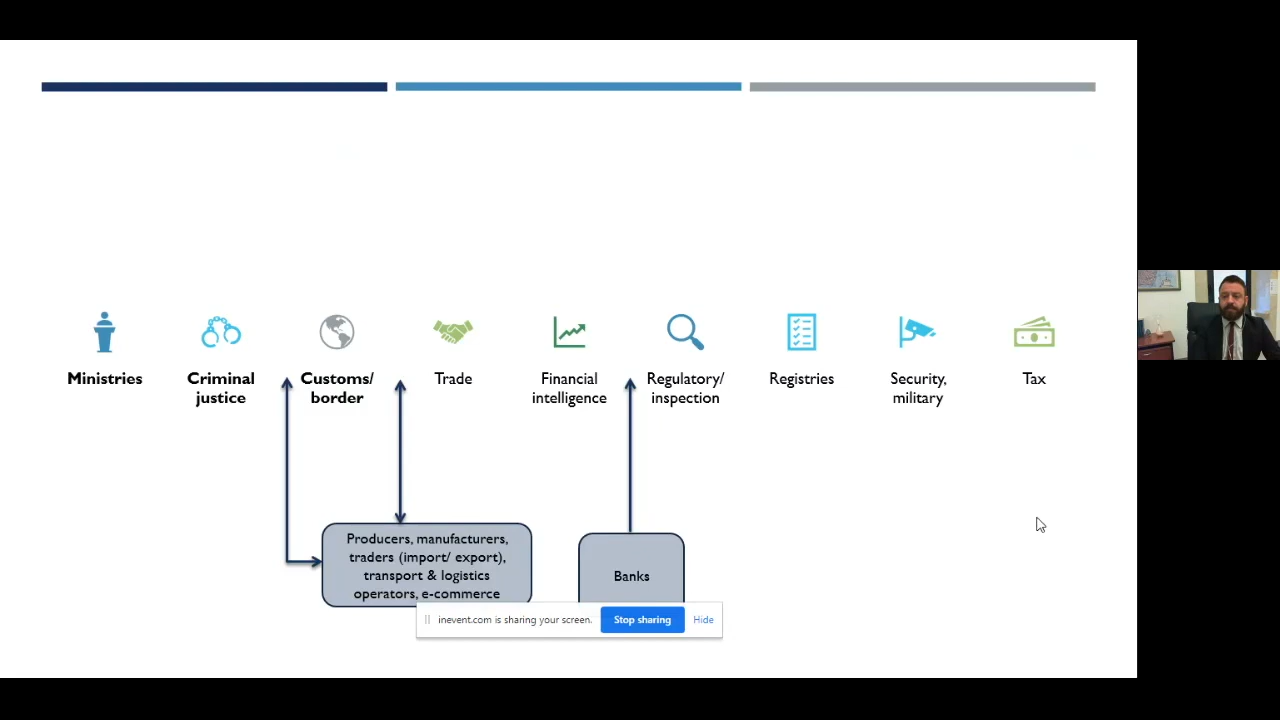 Ministries
Criminal
justice
Customs/
border
Trade
Financial
intelligence
Regulatory/
inspection
Registries
Security,
military
Tax
Producers, manufacturers,
traders (import/ export),
transport & logistics
operators, e-commerce
Banks
inevent.com is sharing your screen.
Stop sharing
Hide